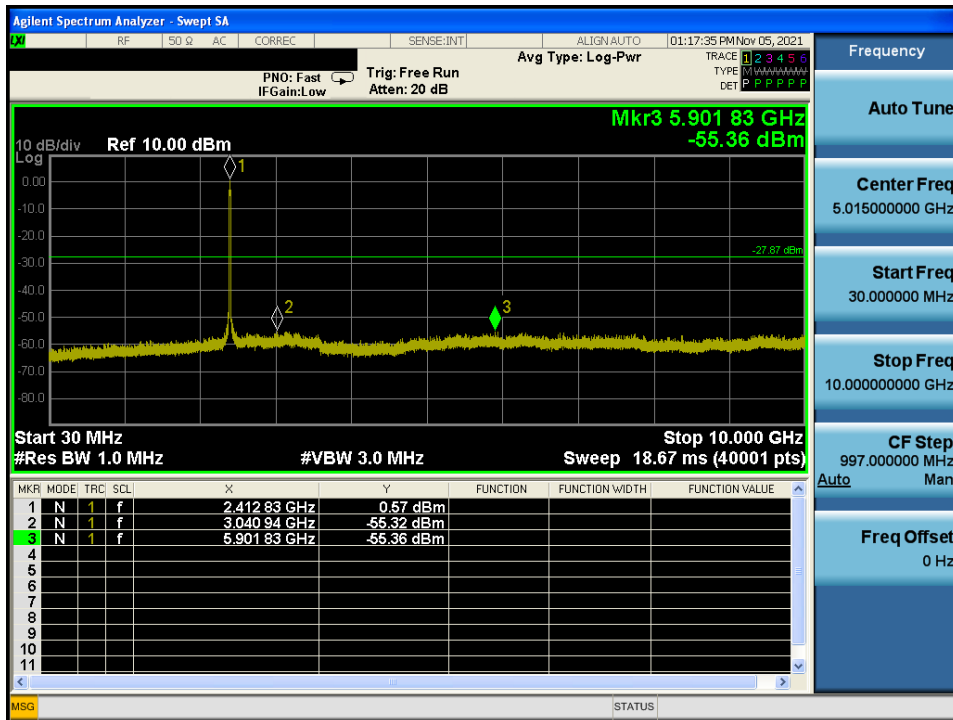 Agilent Spectrum Analyzer - Swept SA
LXI RF 50 Ω AC CORREC SENSE:INT ALIGN AUTO 01:17:35 PM Nov 05, 2021
Frequency
Avg Type: Log-Pwr TRACE 1 2 3 4 5 6
PNO: Fast Trig: Free Run TYPE M W W W W W
IFGain:Low Atten: 20 dB DET P P P P P P
Auto Tune
Mkr3 5.901 83 GHz
10 dB/div Ref 10.00 dBm -55.36 dBm
Log
1
0.00
-10.0
-20.0
-27.87 dBm
-30.0
-40.0
2 3
-50.0
-60.0
-70.0
-80.0
Start 30 MHz Stop 10.000 GHz
#Res BW 1.0 MHz #VBW 3.0 MHz Sweep 18.67 ms (40001 pts)
Center Freq
5.015000000 GHz
Start Freq
30.000000 MHz
Stop Freq
10.000000000 GHz
CF Step
997.000000 MHz
Auto Man
Freq Offset
0 Hz
MKR MODE TRC SCL X Y FUNCTION FUNCTION WIDTH FUNCTION VALUE
1 N 1 f 2.412 83 GHz 0.57 dBm
2 N 1 f 3.040 94 GHz -55.32 dBm
3 N 1 f 5.901 83 GHz -55.36 dBm
4
5
6
7
8
9
10
11
MSG STATUS